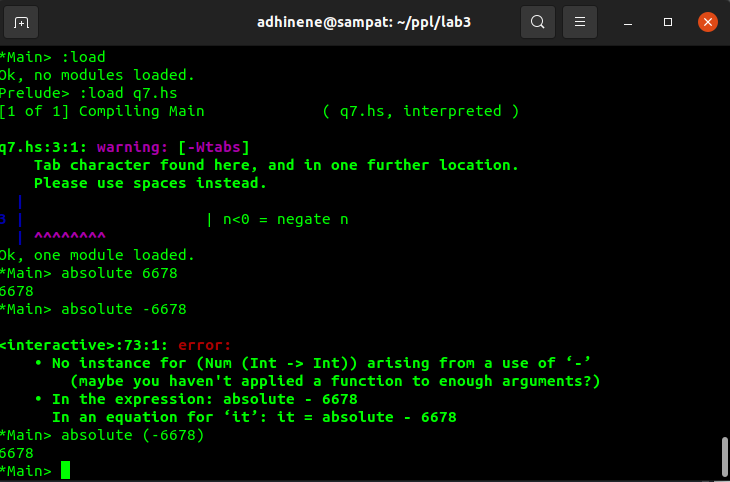 adhinene@sampat: ~/ppl/lab3
*Main> :load
Ok, no modules loaded.
Prelude> :load q7.hs
[1 of 1] Compiling Main             ( q7.hs, interpreted )
q7.hs:3:1: warning: [-Wtabs]
    Tab character found here, and in one further location.
    Please use spaces instead.
  |
3 |                    | n<0 = negate n
  | ^^^^^^^^
Ok, one module loaded.
*Main> absolute 6678
6678
*Main> absolute -6678
<interactive>:73:1: error:
    • No instance for (Num (Int -> Int)) arising from a use of ‘-’
        (maybe you haven't applied a function to enough arguments?)
    • In the expression: absolute - 6678
      In an equation for ‘it’: it = absolute - 6678
*Main> absolute (-6678)
6678
*Main>